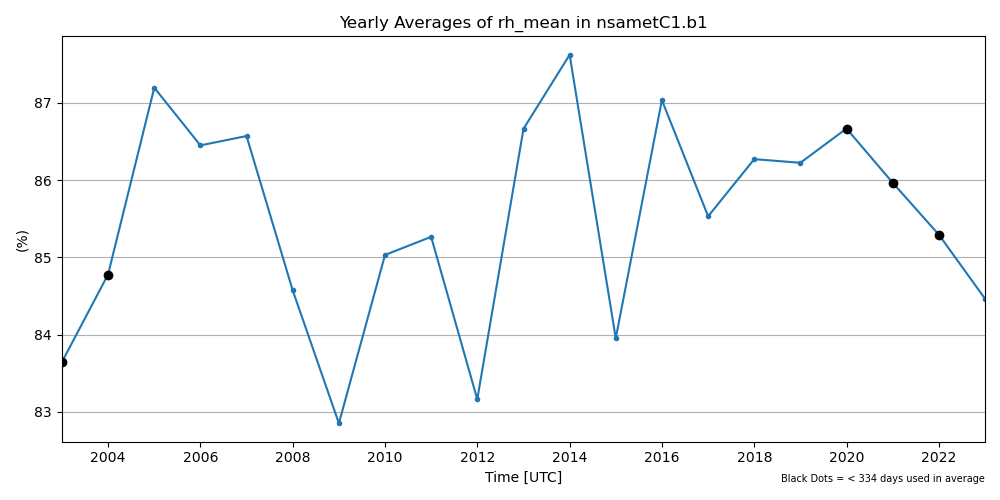 Yearly Averages of rh_mean in nsametC1.b1
(%)
87
86
85
84
83
2004 2006 2008 2010 2012 2014 2016 2018 2020 2022
Time [UTC]
Black Dots = < 334 days used in average